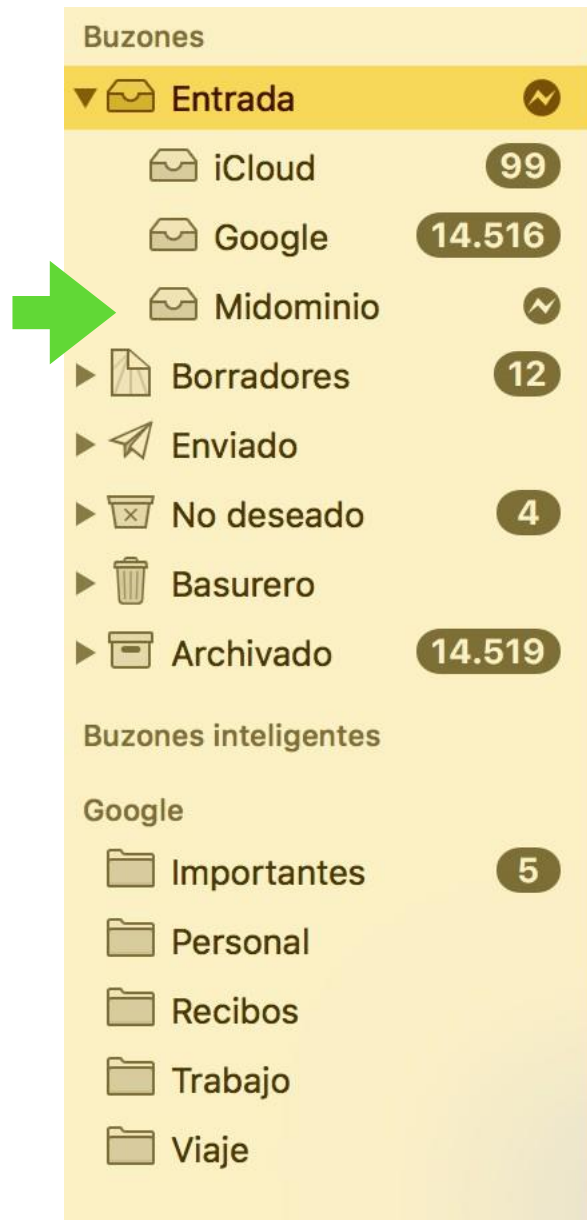 Buzones
Entrada
iCloud 99
Google 14.516
Midominio
Borradores 12
Enviado
No deseado 4
Basurero
Archivado 14.519
Buzones inteligentes
Google
Importantes 5
Personal
Recibos
Trabajo
Viaje